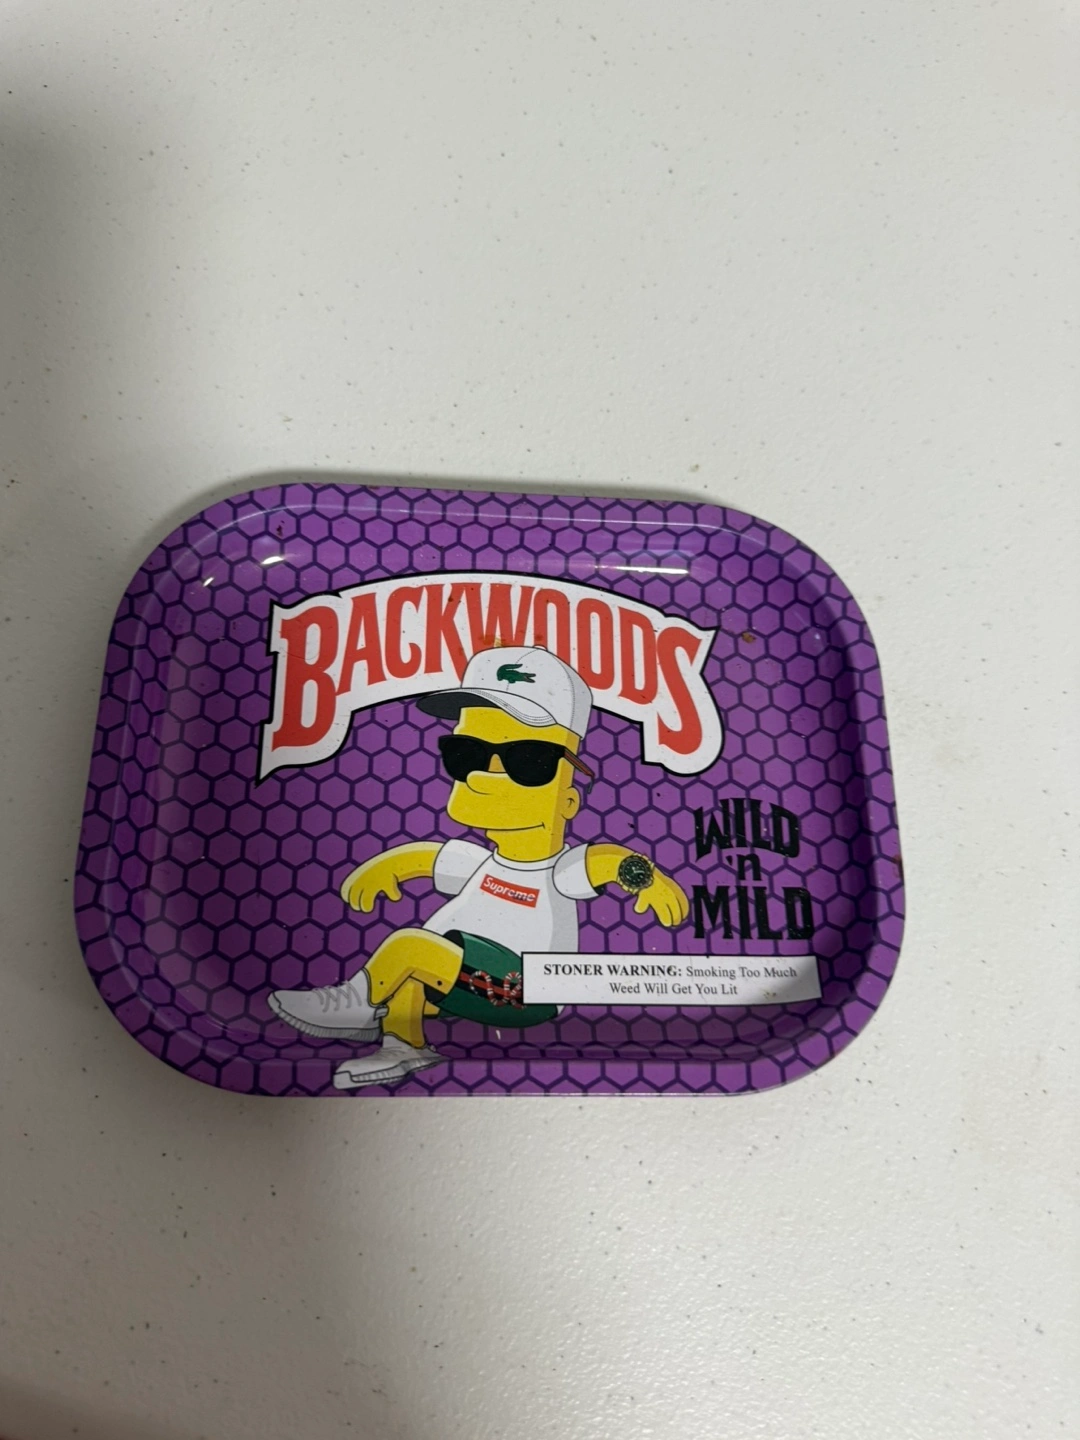 BACKWOODS
Supreme
WILD
'n
MILD
STONER WARNING: Smoking Too Much
Weed Will Get You Lit